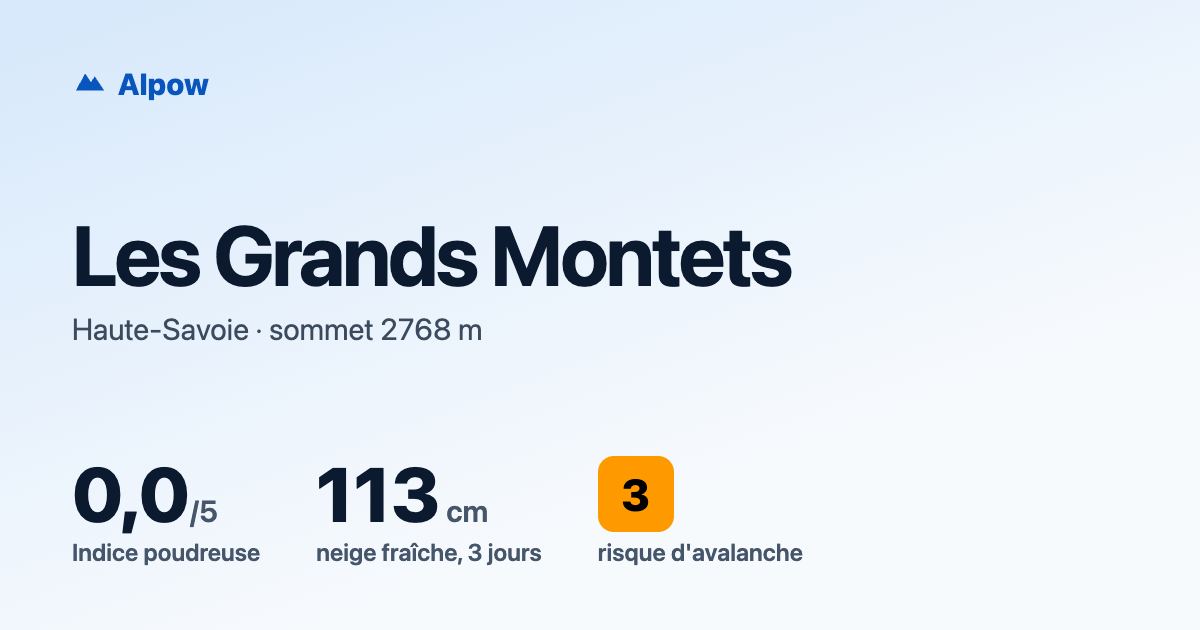 Alpow
Les Grands Montets
Haute-Savoie · sommet 2768 m
0,0/5
Indice poudreuse
113 cm
neige fraîche, 3 jours
3
risque d'avalanche